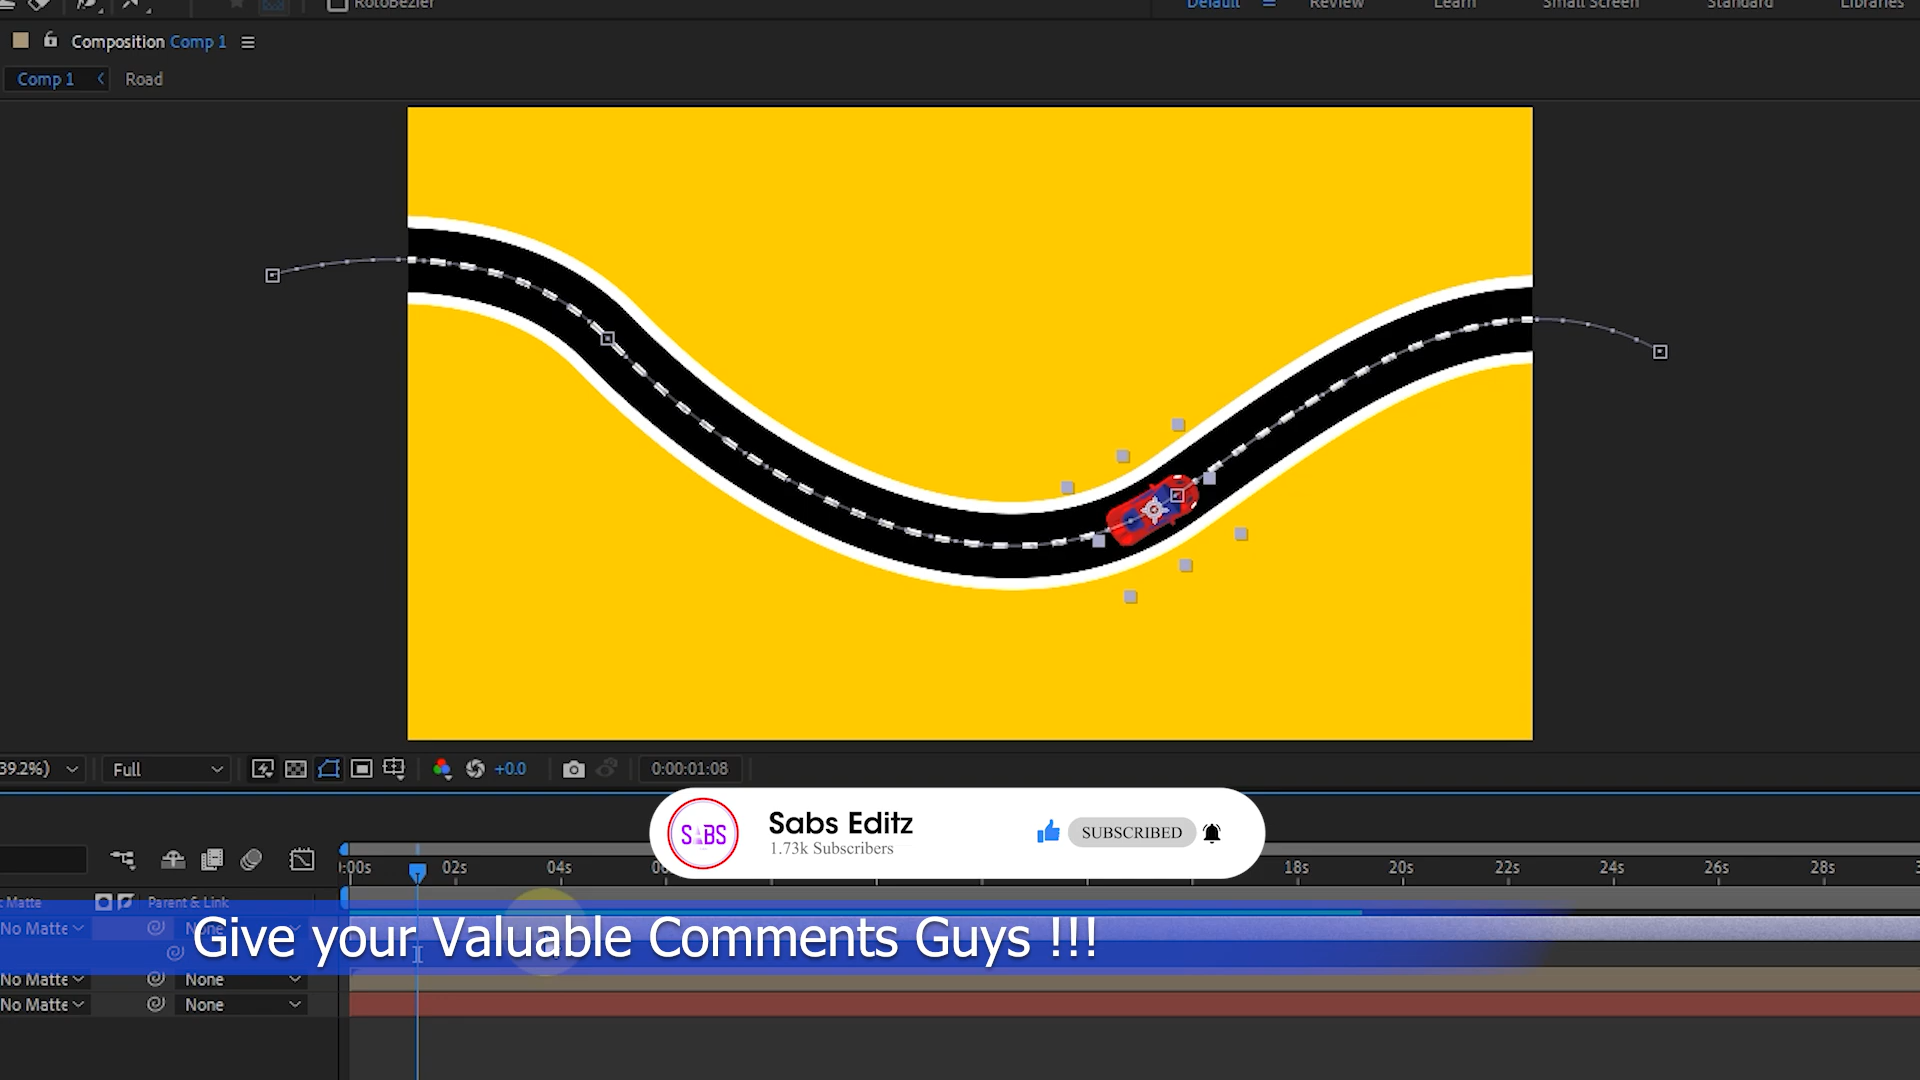 RotoBezier
Default
Review
Learn
Small Screen
Standard
Libraries
Composition Comp 1
Comp 1
Road
39.2%)
Full
+0.0
0:00:01:08
SABS
Sabs Editz
1.73k Subscribers
SUBSCRIBED
:00s
02s
04s
18s
20s
22s
24s
26s
28s
Matte
Parent & Link
No Matte
None
Give your Valuable Comments Guys !!!
No Matte
None
No Matte
None